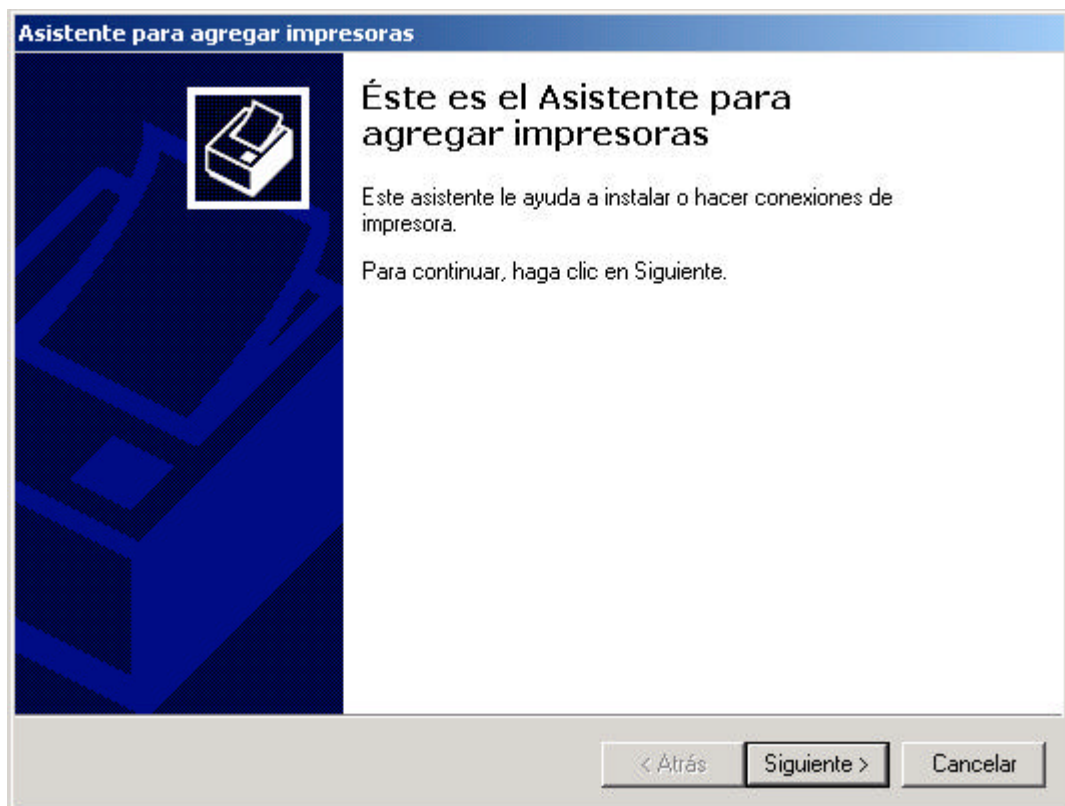 Asistente para agregar impresoras
Éste es el Asistente para
agregar impresoras
Este asistente le ayuda a instalar o hacer conexiones de
impresora.
Para continuar, haga clic en Siguiente.
< Atrás
Siguiente >
Cancelar